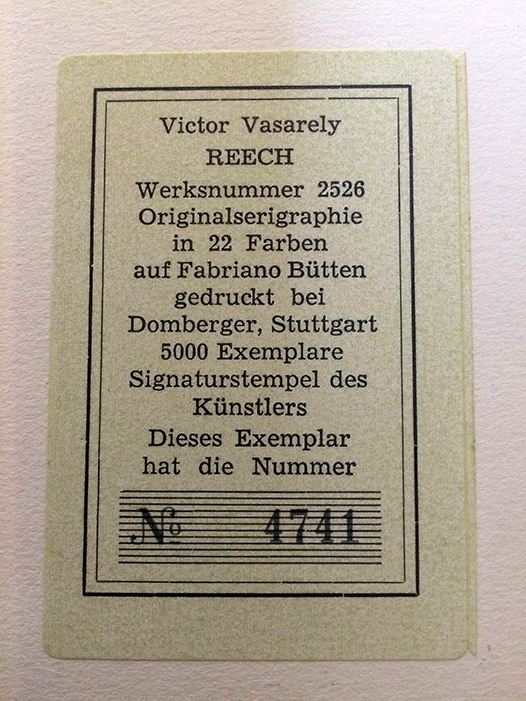 Victor Vasarely
REECH
Werksnummer 2526
Originalserigraphie
in 22 Farben
auf Fabriano Bütten
gedruckt bei
Domberger, Stuttgart
5000 Exemplare
Signaturstempel des
Künstlers
Dieses Exemplar
hat die Nummer
No 4741